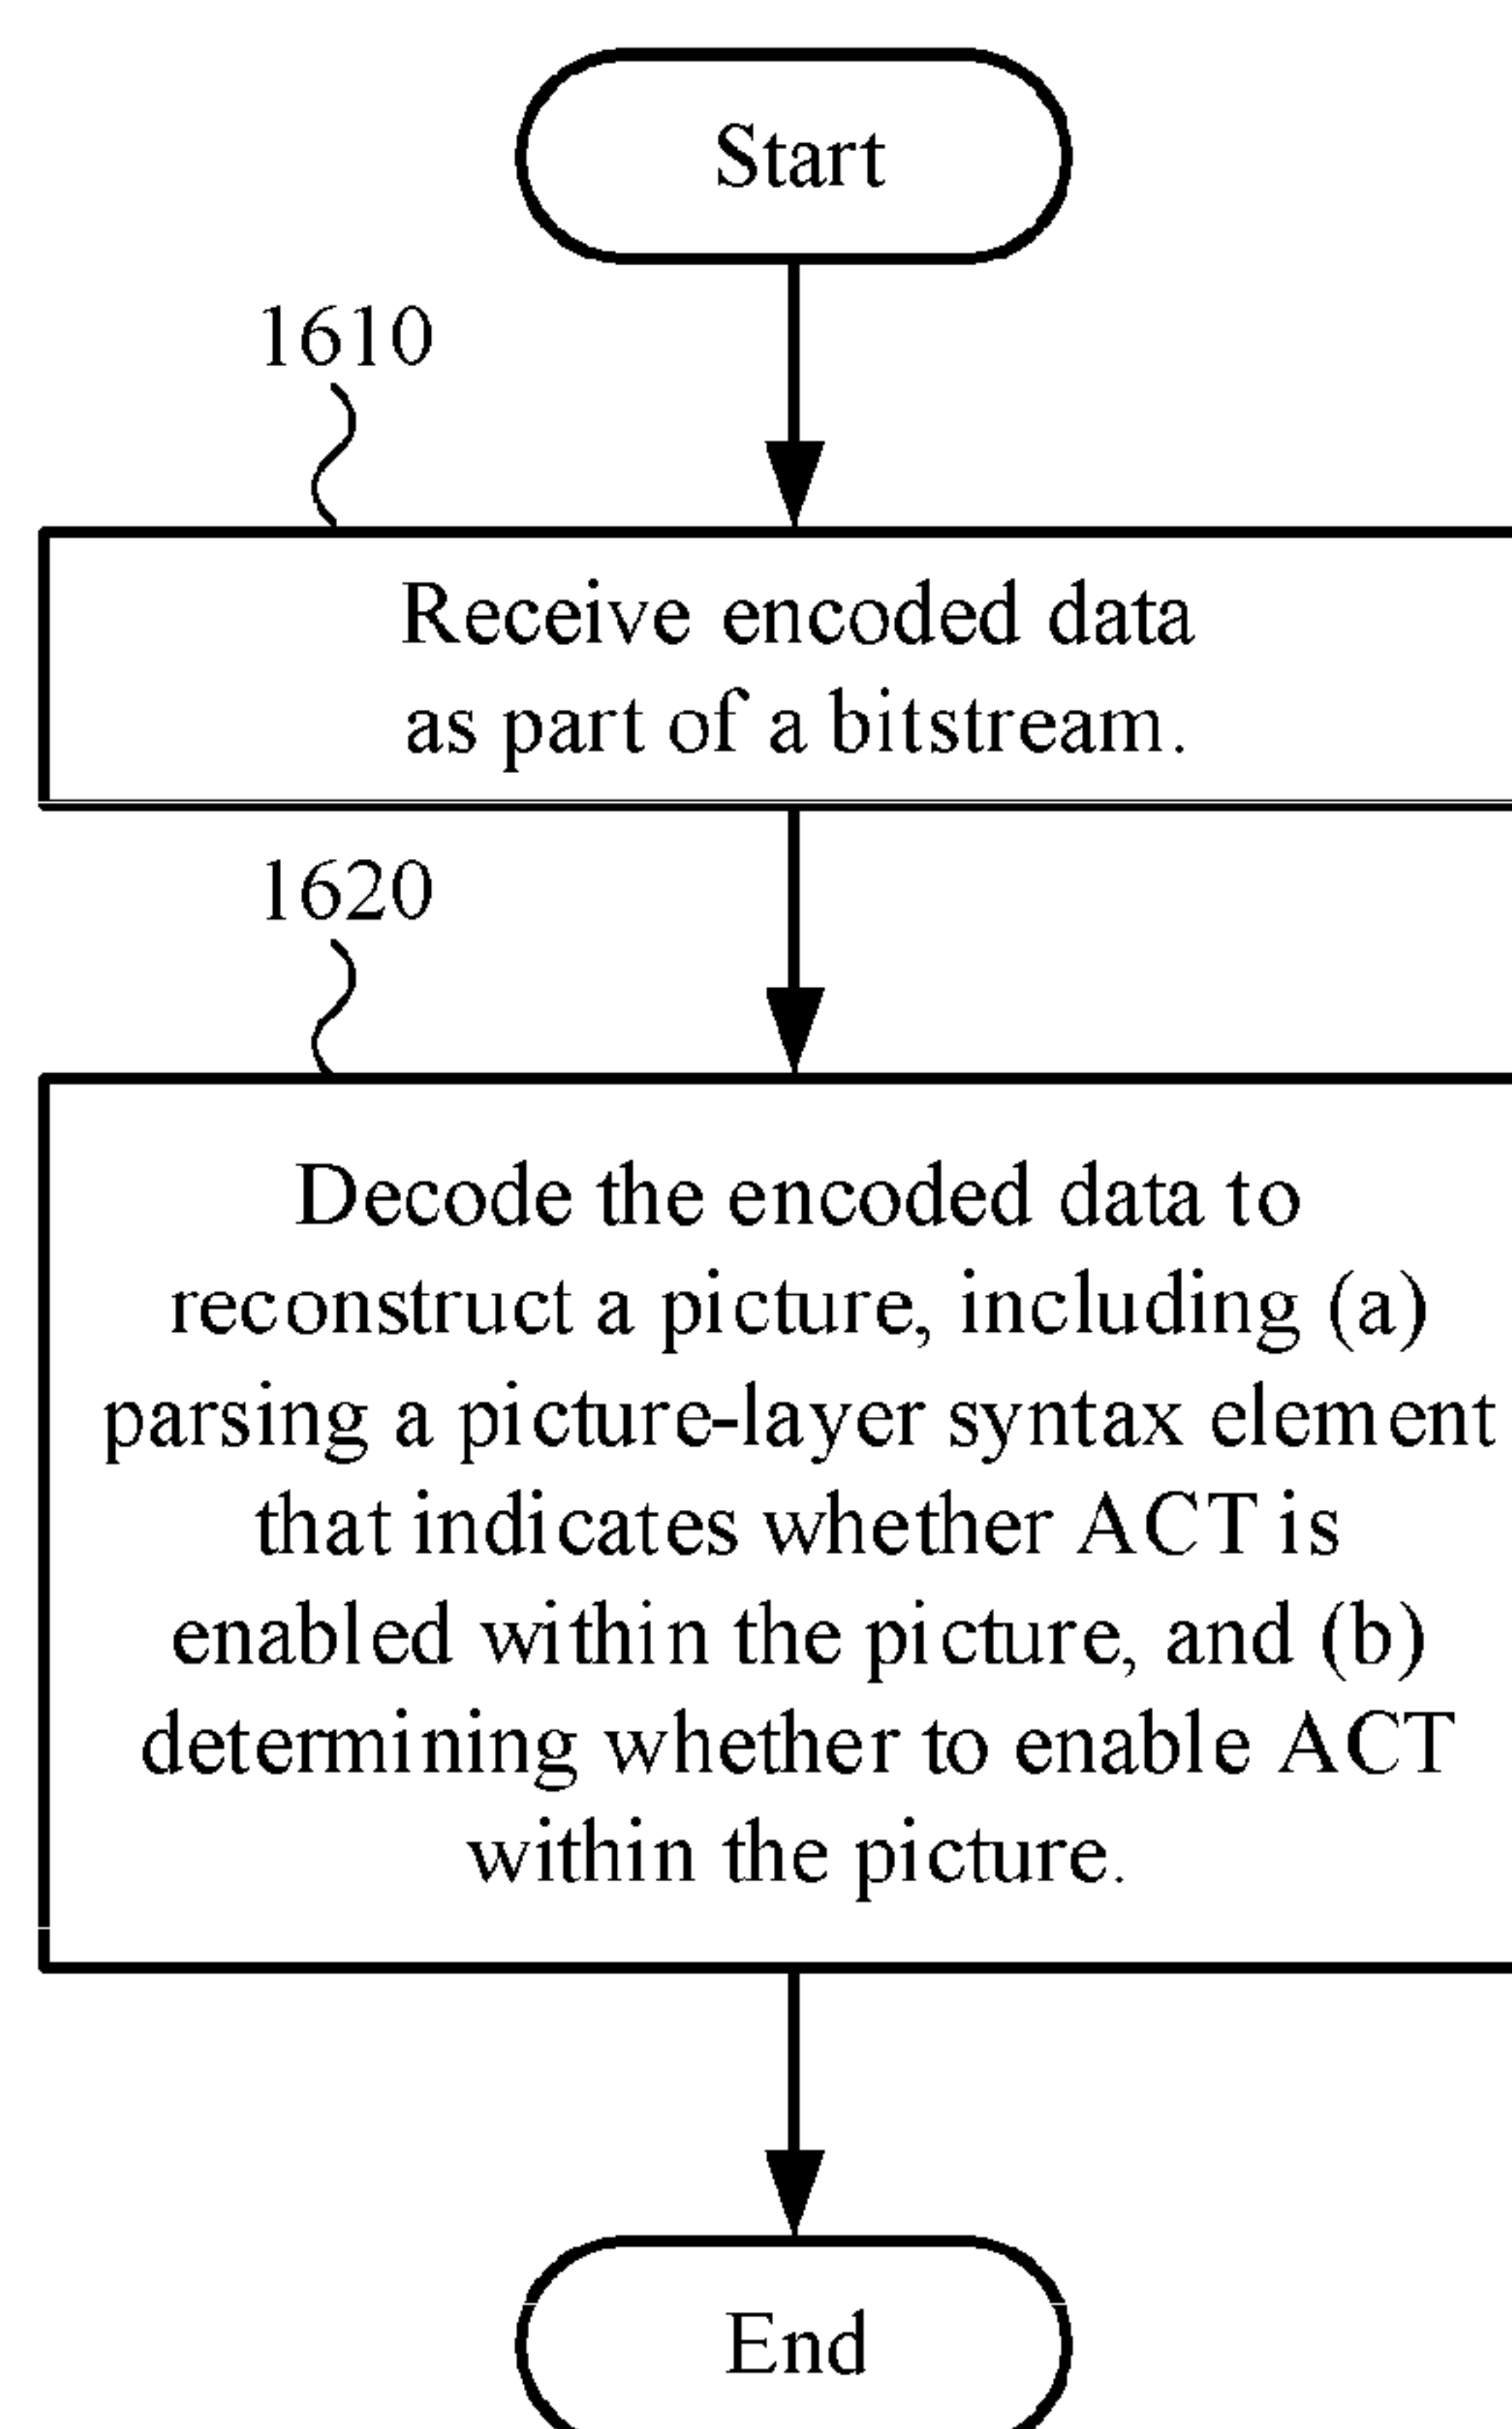 Start
1610
Receive encoded data
as part of a bitstream.
1620
Decode the encoded data to
reconstruct a picture, including (a)
parsing a picture-layer syntax element
that indicates whether ACT is
enabled within the picture, and (b)
determining whether to enable ACT
within the picture.
End